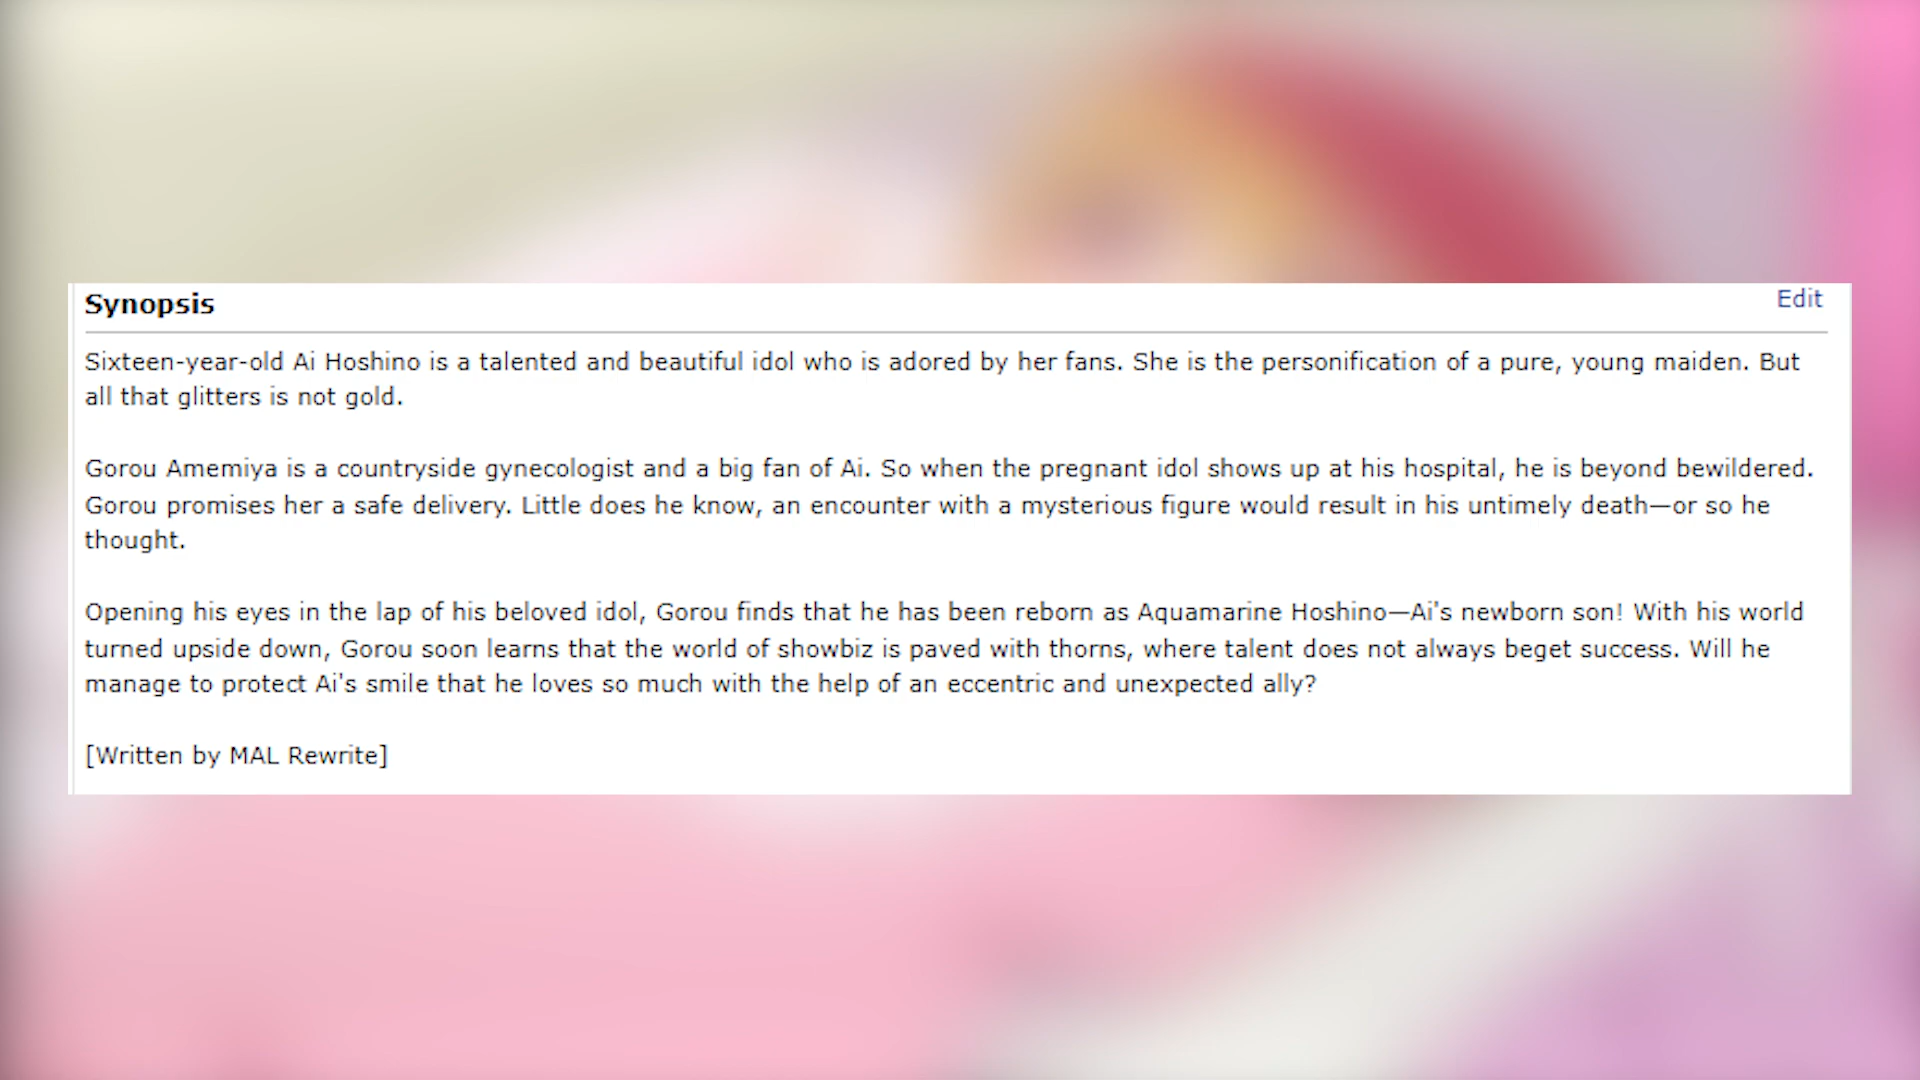 Synopsis
Edit
Sixteen-year-old Ai Hoshino is a talented and beautiful idol who is adored by her fans. She is the personification of a pure, young maiden. But
all that glitters is not gold.
Gorou Amemiya is a countryside gynecologist and a big fan of Ai. So when the pregnant idol shows up at his hospital, he is beyond bewildered.
Gorou promises her a safe delivery. Little does he know, an encounter with a mysterious figure would result in his untimely death—or so he
thought.
Opening his eyes in the lap of his beloved idol, Gorou finds that he has been reborn as Aquamarine Hoshino—Ai's newborn son! With his world
turned upside down, Gorou soon learns that the world of showbiz is paved with thorns, where talent does not always beget success. Will he
manage to protect Ai's smile that he loves so much with the help of an eccentric and unexpected ally?
[Written by MAL Rewrite]